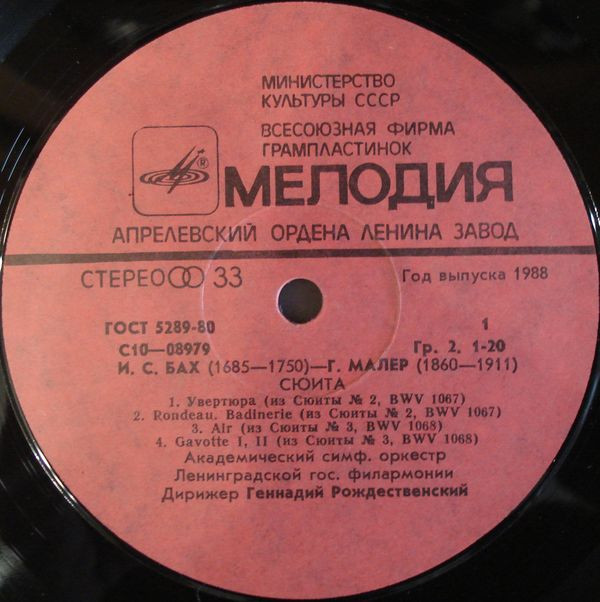 МИНИСТЕРСТВО
КУЛЬТУРЫ СССР
ВСЕСОЮЗНАЯ ФИРМА
ГРАМПЛАСТИНОК
® МЕЛОДИЯ
АПРЕЛЕВСКИЙ ОРДЕНА ЛЕНИНА ЗАВОД
СТЕРЕО 33 Год выпуска 1988
ГОСТ 5289-80 1
С10—08979 Гр. 2. 1-20
И. С. БАХ (1685—1750)—Г. МАЛЕР (1860—1911)
СЮИТА
1. Увертюра (из Сюиты № 2, BWV 1067)
2. Rondeau. Badinerie (из Сюиты № 2, BWV 1067)
3. Air (из Сюиты № 3, BWV 1068)
4. Gavotte I, II (из Сюиты № 3, BWV 1068)
Академический симф. оркестр
Ленинградской гос. филармонии
Дирижер Геннадий Рождественский